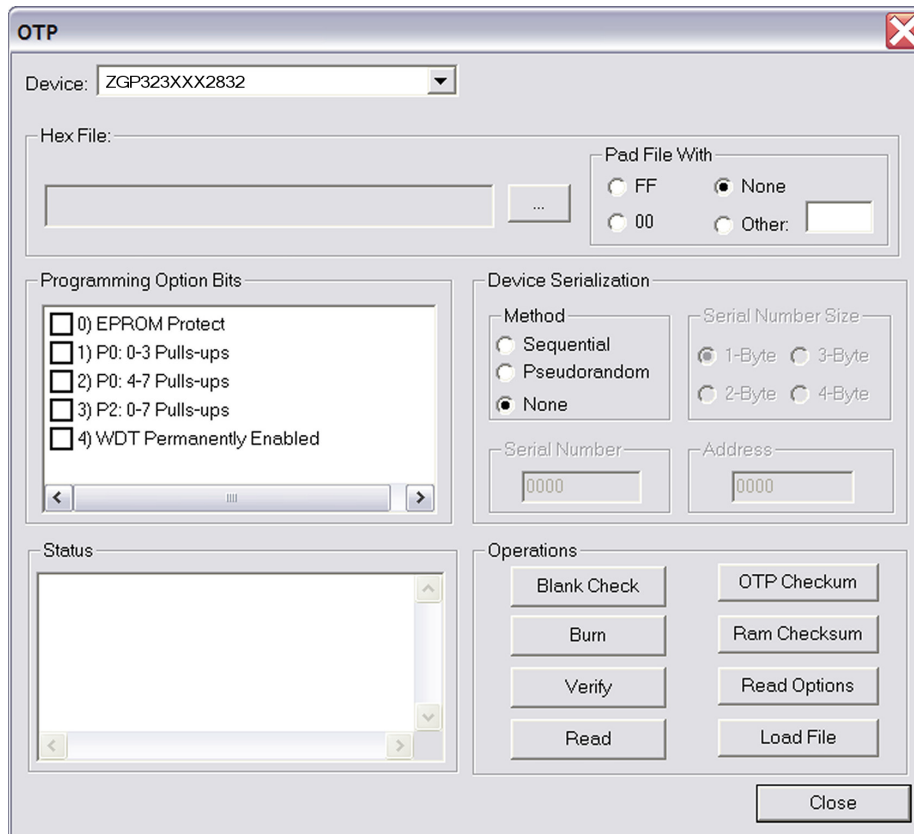 OTP
Device: ZGP323XXX2832
Hex File:
...
Pad File With
FF
None
00
Other:
Programming Option Bits
0) EPROM Protect
1) P0: 0-3 Pulls-ups
2) P0: 4-7 Pulls-ups
3) P2: 0-7 Pulls-ups
4) WDT Permanently Enabled
Device Serialization
Method
Sequential
Pseudorandom
None
Serial Number Size
1-Byte
3-Byte
2-Byte
4-Byte
Serial Number
0000
Address
0000
Status
Operations
Blank Check
OTP Checkum
Burn
Ram Checksum
Verify
Read Options
Read
Load File
Close